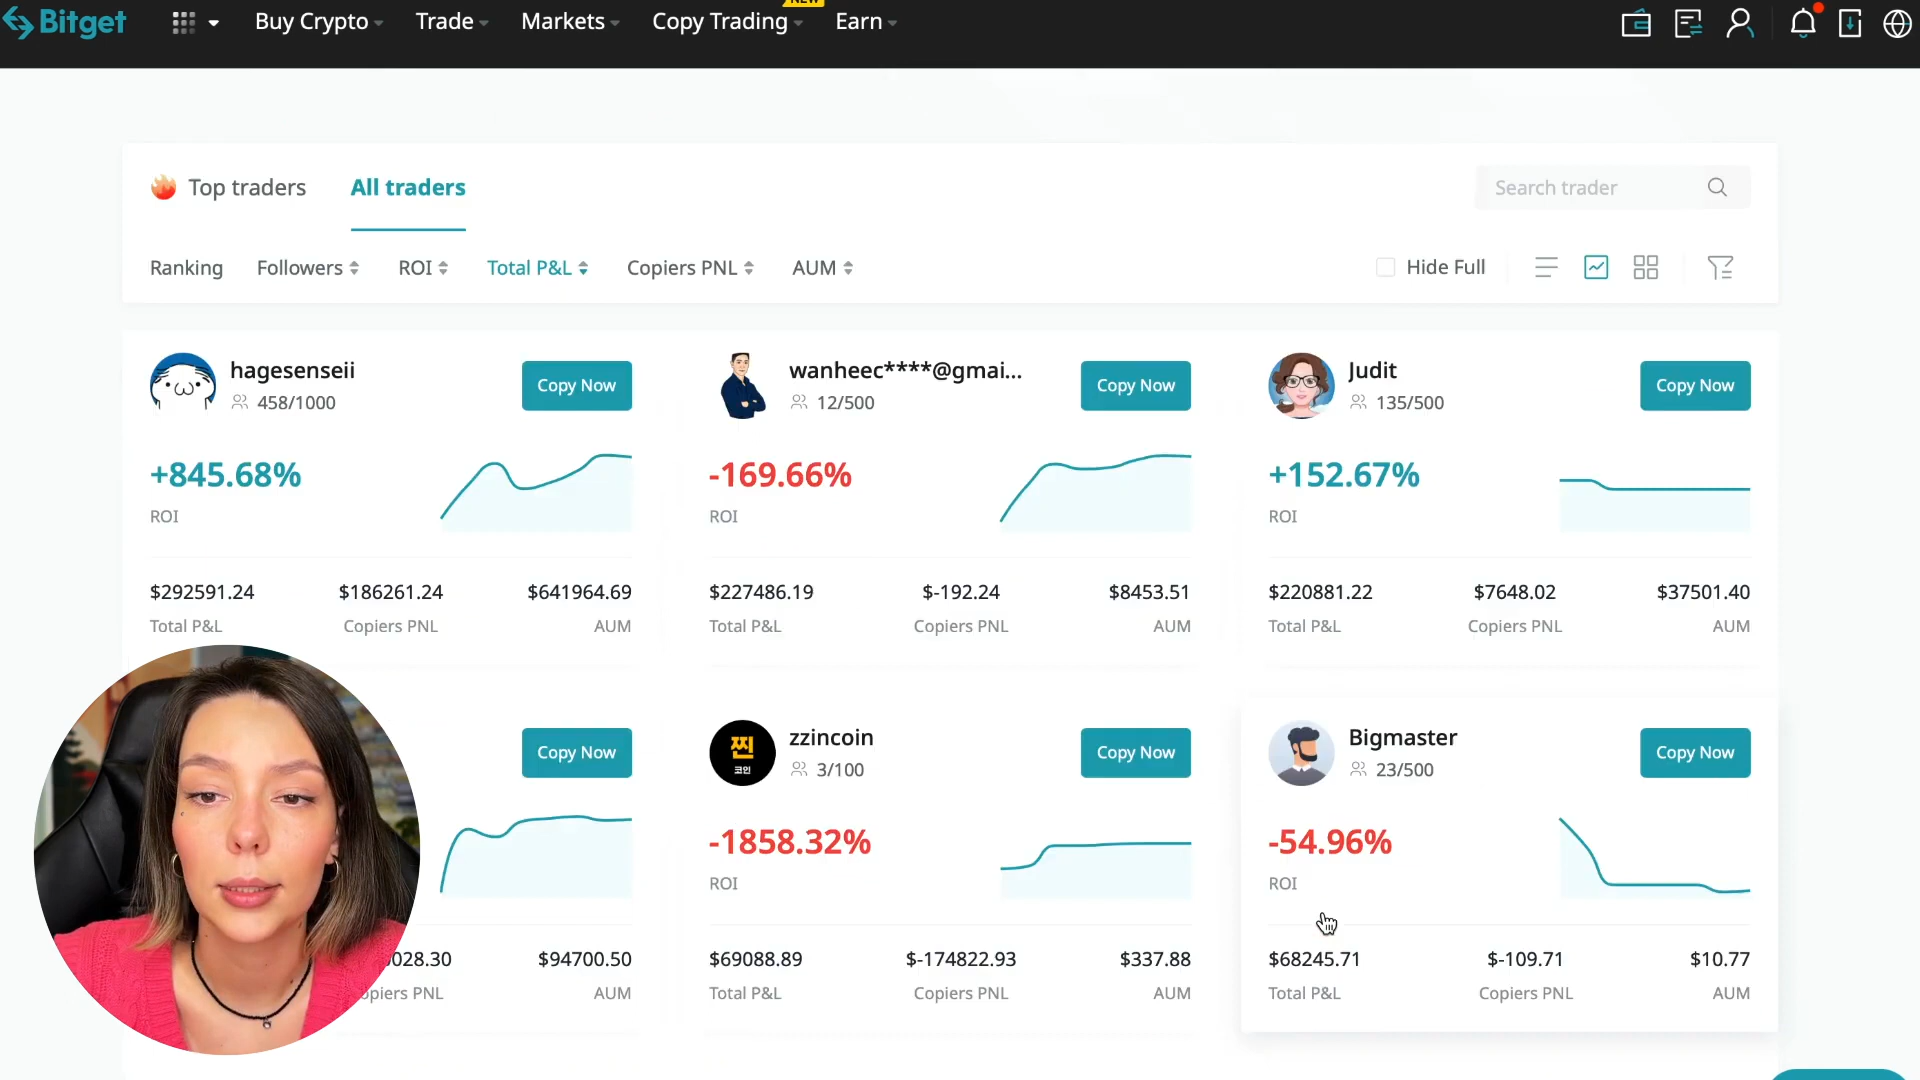 Bitget
Buy Crypto
Trade
Markets
Copy Trading
NEW
Earn
Top traders
All traders
Search trader
Ranking
Followers
ROI
Total P&L
Copiers PNL
AUM
Hide Full
hagesenseii
458/1000
Copy Now
+845.68%
ROI
$292591.24
$186261.24
$641964.69
Total P&L
Copiers PNL
AUM
wanheec****@gmai...
12/500
Copy Now
-169.66%
ROI
$227486.19
$-192.24
$8453.51
Total P&L
Copiers PNL
AUM
Judit
135/500
Copy Now
+152.67%
ROI
$220881.22
$7648.02
$37501.40
Total P&L
Copiers PNL
AUM
Copy Now
028.30
$94700.50
opiers PNL
AUM
찐
코인
zzincoin
3/100
Copy Now
-1858.32%
ROI
$69088.89
$-174822.93
$337.88
Total P&L
Copiers PNL
AUM
Bigmaster
23/500
Copy Now
-54.96%
ROI
$68245.71
$-109.71
$10.77
Total P&L
Copiers PNL
AUM